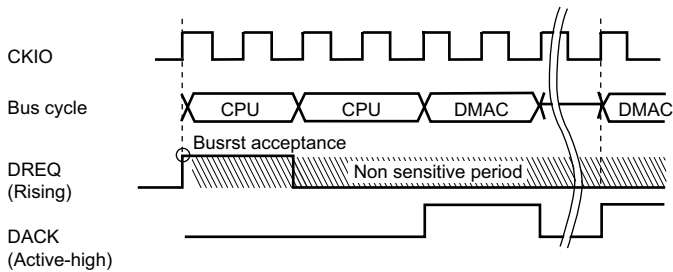 CKIO
Bus cycle
CPU
CPU
DMAC
DMAC
Busrst acceptance
DREQ
(Rising)
Non sensitive period
DACK
(Active-high)